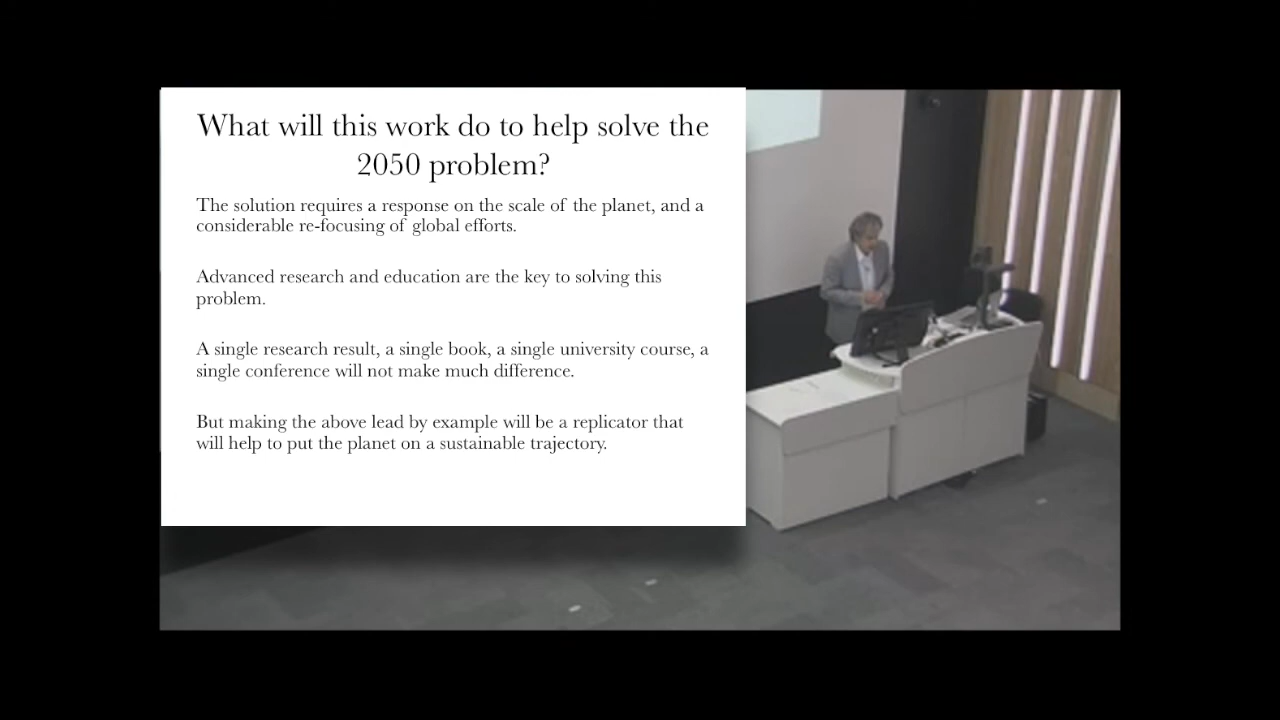 What will this work do to help solve the
2050 problem?
The solution requires a response on the scale of the planet, and a
considerable re-focusing of global efforts.
Advanced research and education are the key to solving this
problem.
A single research result, a single book, a single university course, a
single conference will not make much difference.
But making the above lead by example will be a replicator that
will help to put the planet on a sustainable trajectory.